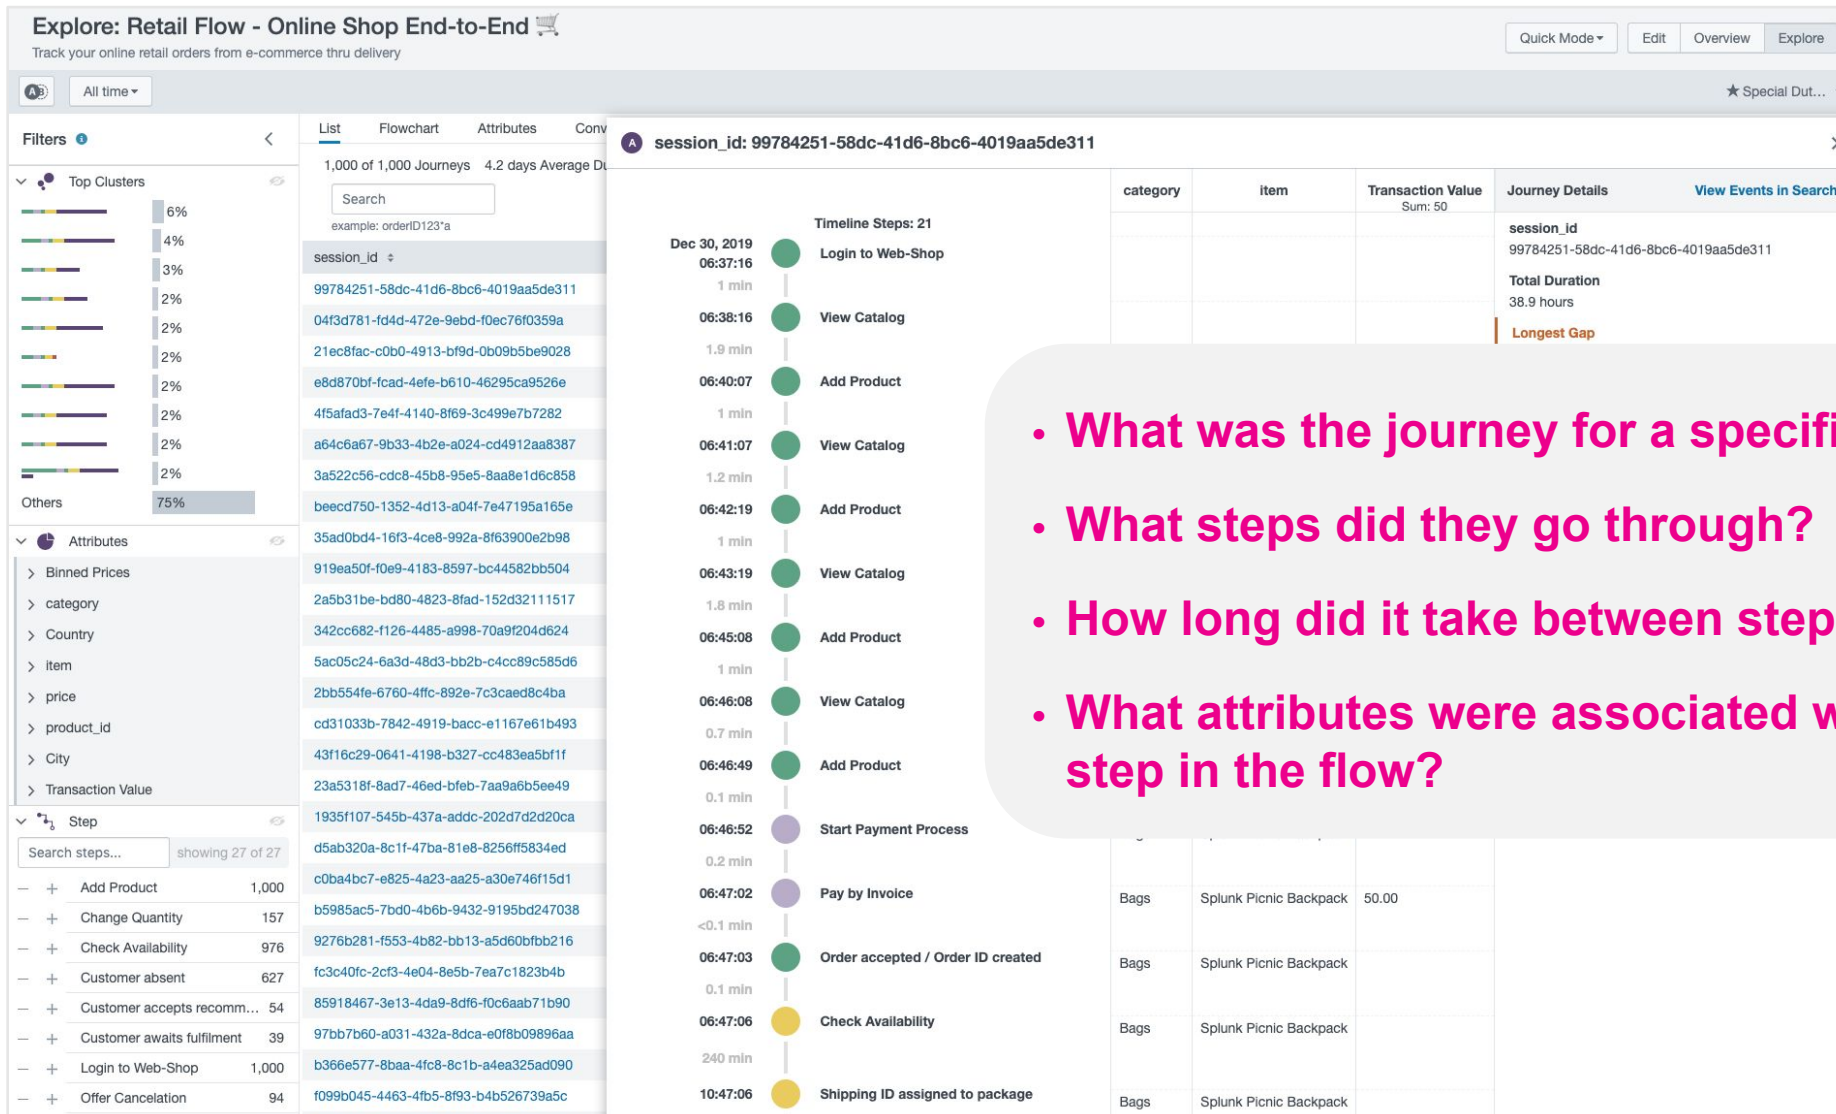 Explore: Retail Flow - Online Shop End-to-End
Track your online retail orders from e-commerce thru delivery
Quick Mode
Edit
Overview
Explore
AB
All time
Special Dut...
Filters
Top Clusters
6%
4%
3%
2%
2%
2%
2%
2%
2%
2%
Others 75%
Attributes
Binned Prices
category
Country
item
price
product_id
City
Transaction Value
Step
Search steps...
showing 27 of 27
Add Product 1,000
Change Quantity 157
Check Availability 976
Customer absent 627
Customer accepts recomm... 54
Customer awaits fulfilment 39
Login to Web-Shop 1,000
Offer Cancelation 94
List Flowchart Attributes
1,000 of 1,000 Journeys 4.2 days Average
Search
example: orderID123*a
session_id
99784251-58dc-41d6-8bc6-4019aa5de311
04f3d781-fd4d-472e-9ebd-f0ec76f0359a
21ec8fac-c0b0-4913-bf9d-0b09b5be9028
e8d870bf-fcad-4efe-b610-46295ca9526e
4f5afad3-7e4f-4140-8f69-3c499e7b7282
a64c6a67-9b33-4b2e-a024-cd4912aa8387
3a522c56-cdc8-45b8-95e5-8aa8e1d6c858
beecd750-1352-4d13-a04f-7e47195a165e
35ad0bd4-16f3-4ce8-992a-8f63900e2b98
919ea50f-f0e9-4183-8597-bc44582bb504
2a5b31be-bd80-4823-8fad-152d32111517
342cc682-f126-4485-a998-70a9f204d624
5ac05c24-6a3d-48d3-bb2b-c4cc89c585d6
2bb554fe-6760-4ffc-892e-7c3caed8c4ba
cd31033b-7842-4919-bacc-e1167e61b493
43f16c29-0641-4198-b327-cc483ea5bf1f
23a5318f-8ad7-46ed-bfeb-7aa9a6b5ee49
1935f107-545b-437a-addc-202d7d2d20ca
d5ab320a-8c1f-47ba-81e8-8256ff5834ed
c0ba4bc7-e825-4a23-aa25-a30e746f15d1
b5985ac5-7bd0-4b6b-9432-9195bd247038
9276b281-f553-4b82-bb13-a5d60bfbb216
fc3c40fc-2cf3-4e04-8e5b-7ea7c1823b4b
85918467-3e13-4da9-8df6-f0c6aab71b90
97bb7b60-a031-432a-8dca-e0f8b09896aa
b366e577-8baa-4fc8-8c1b-a4ea325ad090
f099b045-4463-4fb5-8f93-b4b526739a5c
A session_id: 99784251-58dc-41d6-8bc6-4019aa5de311
category item Transaction Value
Sum: 50
Timeline Steps: 21
Dec 30, 2019
06:37:16 Login to Web-Shop
1 min
06:38:16 View Catalog
1.9 min
06:40:07 Add Product
1 min
06:41:07 View Catalog
1.2 min
06:42:19 Add Product
1 min
06:43:19 View Catalog
1.8 min
06:45:08 Add Product
1 min
06:46:08 View Catalog
0.7 min
06:46:49 Add Product
0.1 min
06:46:52 Start Payment Process
0.2 min
06:47:02 Pay by Invoice Bags Splunk Picnic Backpack 50.00
<0.1 min
06:47:03 Order accepted / Order ID created Bags Splunk Picnic Backpack
0.1 min
06:47:06 Check Availability Bags Splunk Picnic Backpack
240 min
10:47:06 Shipping ID assigned to package Bags Splunk Picnic Backpack
Journey Details View Events in Search
session_id
99784251-58dc-41d6-8bc6-4019aa5de311
Total Duration
38.9 hours
Longest Gap
• What was the journey for a specifi
• What steps did they go through?
• How long did it take between step
• What attributes were associated w
step in the flow?